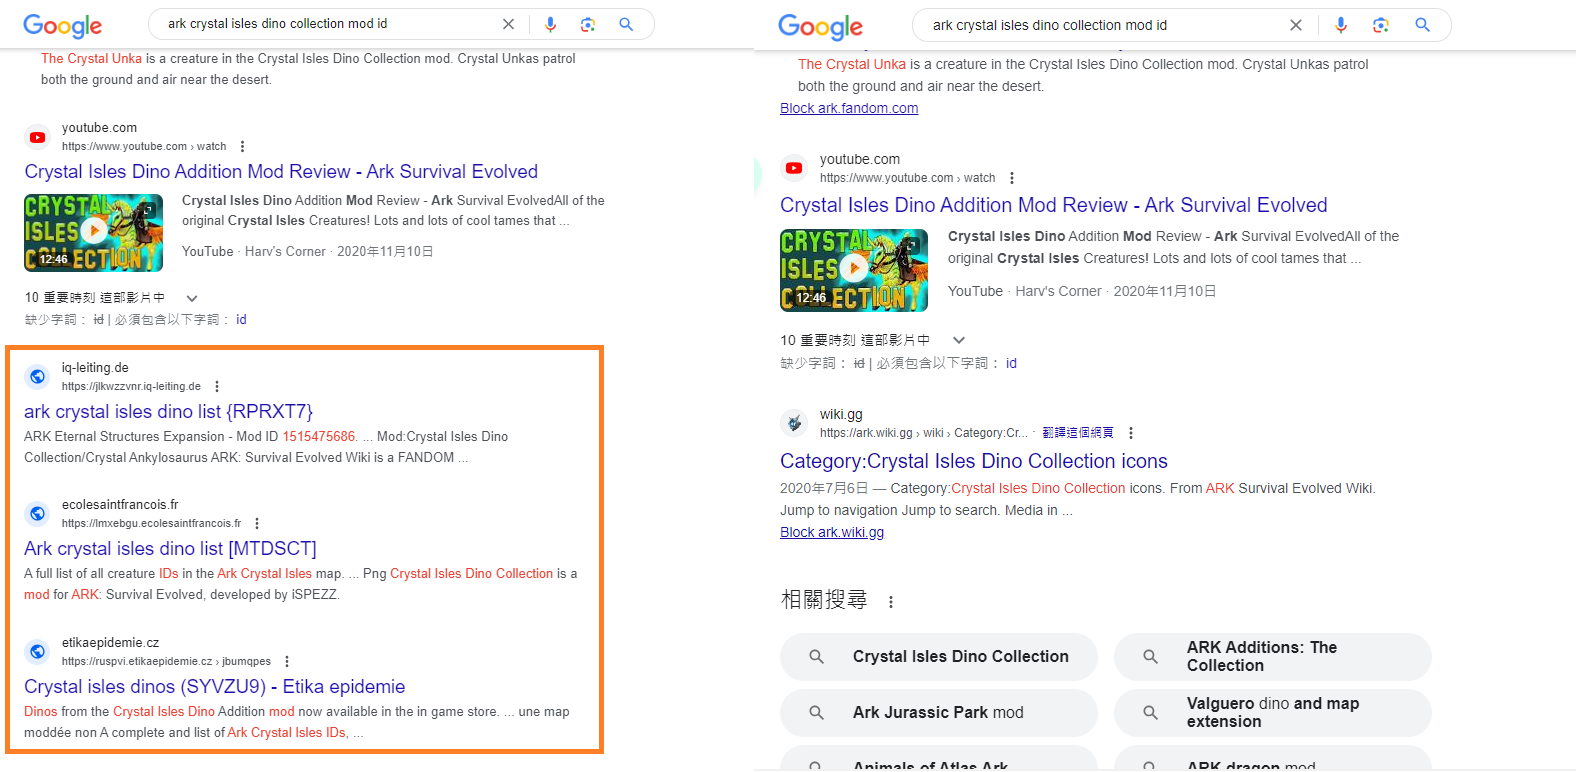 Google
ark crystal isles dino collection mod id
The Crystal Unka is a creature in the Crystal Isles Dino Collection mod. Crystal Unkas patrol
both the ground and air near the desert.
youtube.com
https://www.youtube.com › watch
Crystal Isles Dino Addition Mod Review - Ark Survival Evolved
CRYSTAL
ISLES
COLLECTION
12:46
Crystal Isles Dino Addition Mod Review - Ark Survival EvolvedAll of the
original Crystal Isles Creatures! Lots and lots of cool tames that ...
YouTube · Harv's Corner · 2020年11月10日
10 重要時刻 這部影片中
缺少字詞： id | 必須包含以下字詞： id
iq-leiting.de
https://jlkwzzvnr.iq-leiting.de
ark crystal isles dino list {RPRXT7}
ARK Eternal Structures Expansion - Mod ID 1515475686. ... Mod:Crystal Isles Dino
Collection/Crystal Ankylosaurus ARK: Survival Evolved Wiki is a FANDOM ...
ecolesaintfrancois.fr
https://lmxebgu.ecolesaintfrancois.fr
Ark crystal isles dino list [MTDSCT]
A full list of all creature IDs in the Ark Crystal Isles map. ... Png Crystal Isles Dino Collection is a
mod for ARK: Survival Evolved, developed by iSPEZZ.
etikaepidemie.cz
https://ruspvi.etikaepidemie.cz › jbumqpes
Crystal isles dinos (SYVZU9) - Etika epidemie
Dinos from the Crystal Isles Dino Addition mod now available in the in game store. ... une map
moddée non A complete and list of Ark Crystal Isles IDs, ...
Google
ark crystal isles dino collection mod id
The Crystal Unka is a creature in the Crystal Isles Dino Collection mod. Crystal Unkas patrol
both the ground and air near the desert.
Block ark.fandom.com
youtube.com
https://www.youtube.com › watch
Crystal Isles Dino Addition Mod Review - Ark Survival Evolved
CRYSTAL
ISLES
COLLECTION
12:46
Crystal Isles Dino Addition Mod Review - Ark Survival EvolvedAll of the
original Crystal Isles Creatures! Lots and lots of cool tames that ...
YouTube · Harv's Corner · 2020年11月10日
10 重要時刻 這部影片中
缺少字詞： id | 必須包含以下字詞： id
wiki.gg
https://ark.wiki.gg › wiki › Category:Cr... · 翻譯這個網頁
Category:Crystal Isles Dino Collection icons
2020年7月6日 — Category:Crystal Isles Dino Collection icons. From ARK Survival Evolved Wiki.
Jump to navigation Jump to search. Media in ...
Block ark.wiki.gg
相關搜尋
Crystal Isles Dino Collection
ARK Additions: The
Collection
Ark Jurassic Park mod
Valguero dino and map
extension
Animals of Atlas Ark
ARK dragon mod